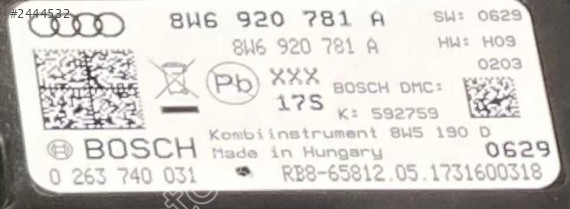 #2444532
8W6 920 781 A SW: 0629
8W6 920 781 A HW: H09
0203
Pb XXX BOSCH DMC:
17S K: 592759
Kombiinstrument 8W5 190 D
BOSCH Made in Hungary 0629
0 263 740 031 RB8-65812.05.1731600318